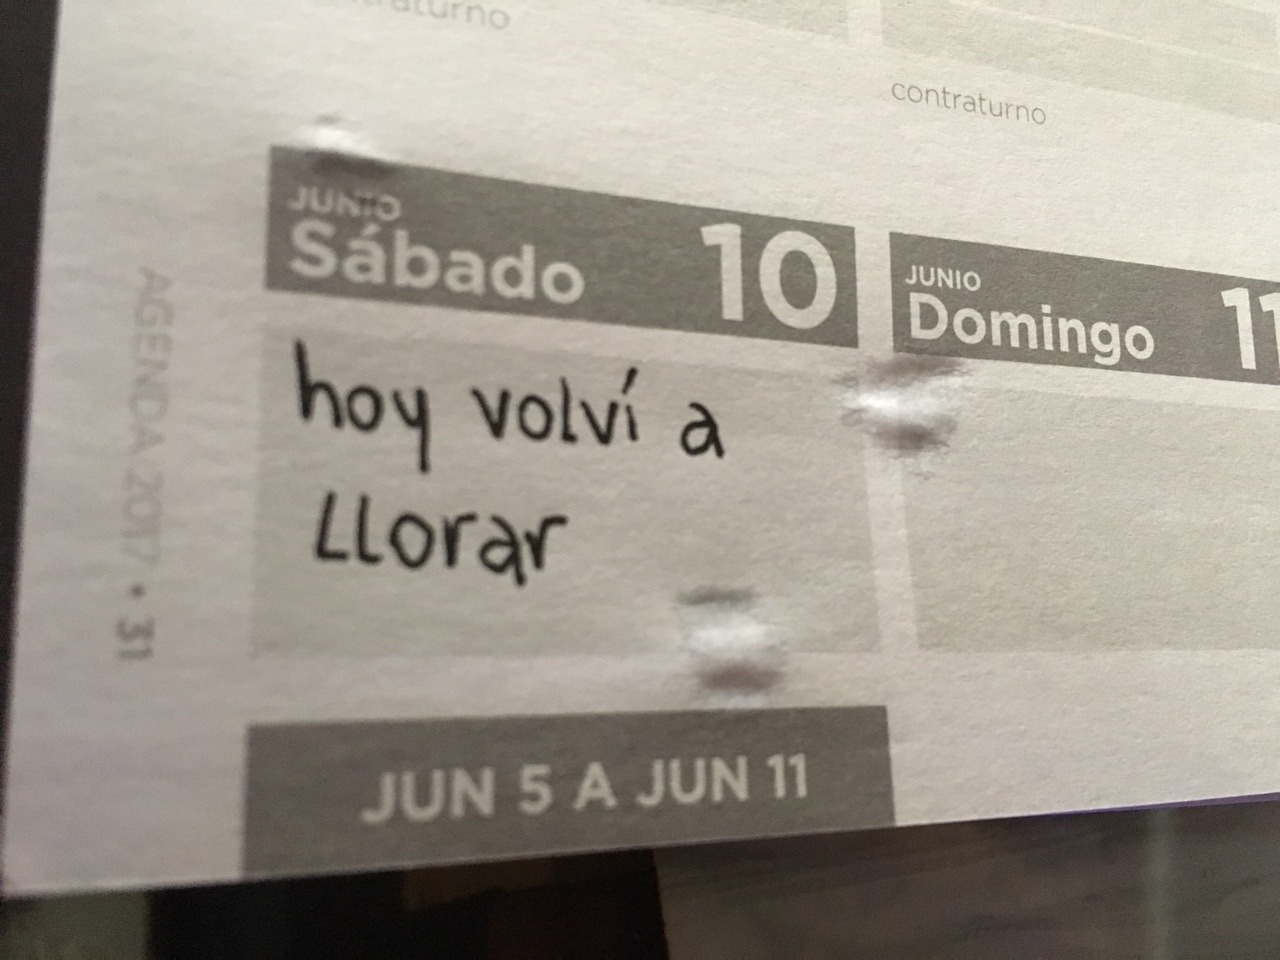 contraturno
contraturno
JUNIO
Sábado 10
hoy volví a
Llorar
JUNIO
Domingo 11
AGENDA 2017 • 31
JUN 5 A JUN 11